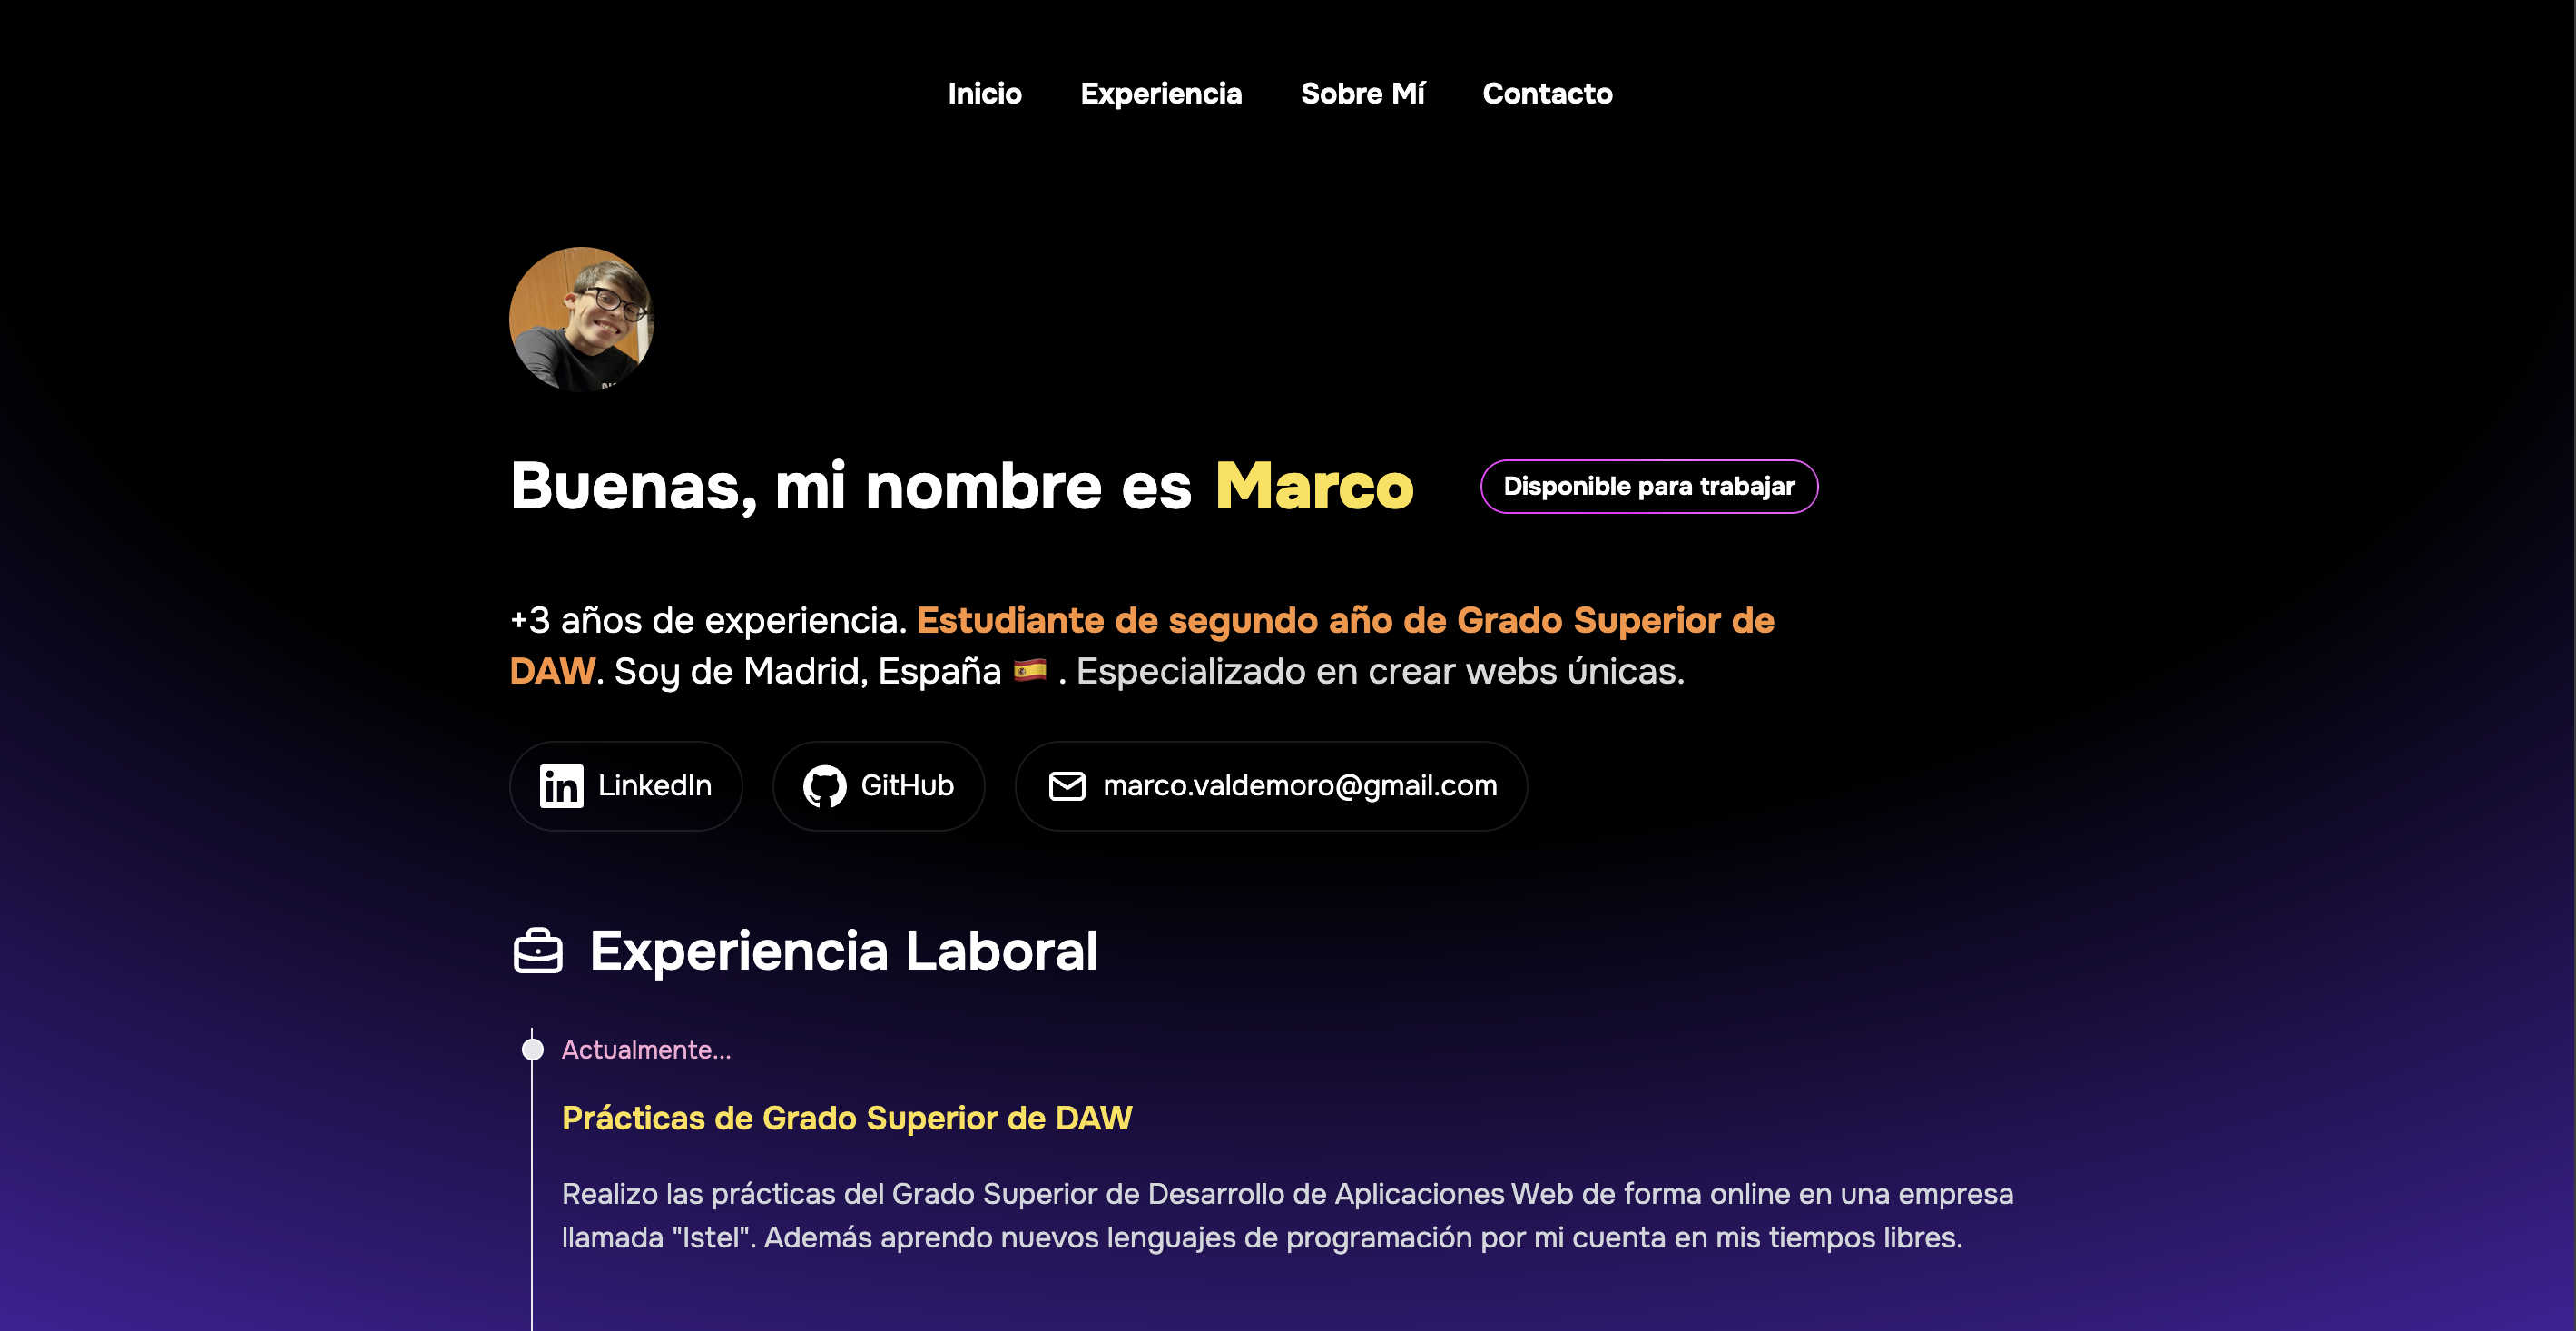 Inicio Experiencia Sobre Mí Contacto
Buenas, mi nombre es Marco
Disponible para trabajar
+3 años de experiencia. Estudiante de segundo año de Grado Superior de
DAW. Soy de Madrid, España 🇪🇸 . Especializado en crear webs únicas.
LinkedIn GitHub marco.valdemoro@gmail.com
Experiencia Laboral
Actualmente...
Prácticas de Grado Superior de DAW
Realizo las prácticas del Grado Superior de Desarrollo de Aplicaciones Web de forma online en una empresa
llamada "Istel". Además aprendo nuevos lenguajes de programación por mi cuenta en mis tiempos libres.